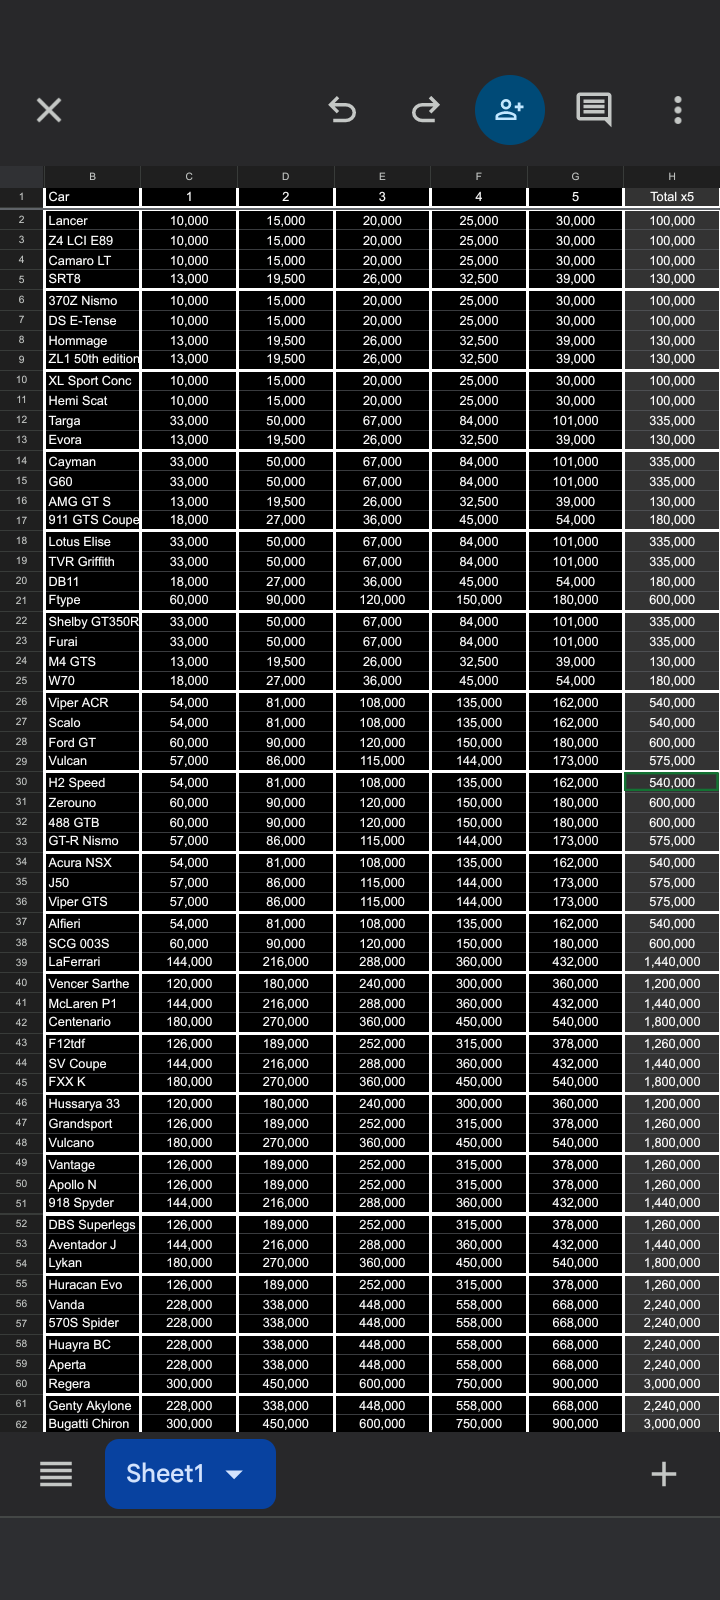 B C D E F G H
1 Car 1 2 3 4 5 Total x5
2 Lancer 10,000 15,000 20,000 25,000 30,000 100,000
3 Z4 LCI E89 10,000 15,000 20,000 25,000 30,000 100,000
4 Camaro LT 10,000 15,000 20,000 25,000 30,000 100,000
5 SRT8 13,000 19,500 26,000 32,500 39,000 130,000
6 370Z Nismo 10,000 15,000 20,000 25,000 30,000 100,000
7 DS E-Tense 10,000 15,000 20,000 25,000 30,000 100,000
8 Hommage 13,000 19,500 26,000 32,500 39,000 130,000
9 ZL1 50th edition 13,000 19,500 26,000 32,500 39,000 130,000
10 XL Sport Conc 10,000 15,000 20,000 25,000 30,000 100,000
11 Hemi Scat 10,000 15,000 20,000 25,000 30,000 100,000
12 Targa 33,000 50,000 67,000 84,000 101,000 335,000
13 Evora 13,000 19,500 26,000 32,500 39,000 130,000
14 Cayman 33,000 50,000 67,000 84,000 101,000 335,000
15 G60 33,000 50,000 67,000 84,000 101,000 335,000
16 AMG GT S 13,000 19,500 26,000 32,500 39,000 130,000
17 911 GTS Coupe 18,000 27,000 36,000 45,000 54,000 180,000
18 Lotus Elise 33,000 50,000 67,000 84,000 101,000 335,000
19 TVR Griffith 33,000 50,000 67,000 84,000 101,000 335,000
20 DB11 18,000 27,000 36,000 45,000 54,000 180,000
21 Ftype 60,000 90,000 120,000 150,000 180,000 600,000
22 Shelby GT350R 33,000 50,000 67,000 84,000 101,000 335,000
23 Furai 33,000 50,000 67,000 84,000 101,000 335,000
24 M4 GTS 13,000 19,500 26,000 32,500 39,000 130,000
25 W70 18,000 27,000 36,000 45,000 54,000 180,000
26 Viper ACR 54,000 81,000 108,000 135,000 162,000 540,000
27 Scalo 54,000 81,000 108,000 135,000 162,000 540,000
28 Ford GT 60,000 90,000 120,000 150,000 180,000 600,000
29 Vulcan 57,000 86,000 115,000 144,000 173,000 575,000
30 H2 Speed 54,000 81,000 108,000 135,000 162,000 540,000
31 Zerouno 60,000 90,000 120,000 150,000 180,000 600,000
32 488 GTB 60,000 90,000 120,000 150,000 180,000 600,000
33 GT-R Nismo 57,000 86,000 115,000 144,000 173,000 575,000
34 Acura NSX 54,000 81,000 108,000 135,000 162,000 540,000
35 J50 57,000 86,000 115,000 144,000 173,000 575,000
36 Viper GTS 57,000 86,000 115,000 144,000 173,000 575,000
37 Alfieri 54,000 81,000 108,000 135,000 162,000 540,000
38 SCG 003S 60,000 90,000 120,000 150,000 180,000 600,000
39 LaFerrari 144,000 216,000 288,000 360,000 432,000 1,440,000
40 Vencer Sarthe 120,000 180,000 240,000 300,000 360,000 1,200,000
41 McLaren P1 144,000 216,000 288,000 360,000 432,000 1,440,000
42 Centenario 180,000 270,000 360,000 450,000 540,000 1,800,000
43 F12tdf 126,000 189,000 252,000 315,000 378,000 1,260,000
44 SV Coupe 144,000 216,000 288,000 360,000 432,000 1,440,000
45 FXX K 180,000 270,000 360,000 450,000 540,000 1,800,000
46 Hussarya 33 120,000 180,000 240,000 300,000 360,000 1,200,000
47 Grandsport 126,000 189,000 252,000 315,000 378,000 1,260,000
48 Vulcano 180,000 270,000 360,000 450,000 540,000 1,800,000
49 Vantage 126,000 189,000 252,000 315,000 378,000 1,260,000
50 Apollo N 126,000 189,000 252,000 315,000 378,000 1,260,000
51 918 Spyder 144,000 216,000 288,000 360,000 432,000 1,440,000
52 DBS Superlegs 126,000 189,000 252,000 315,000 378,000 1,260,000
53 Aventador J 144,000 216,000 288,000 360,000 432,000 1,440,000
54 Lykan 180,000 270,000 360,000 450,000 540,000 1,800,000
55 Huracan Evo 126,000 189,000 252,000 315,000 378,000 1,260,000
56 Vanda 228,000 338,000 448,000 558,000 668,000 2,240,000
57 570S Spider 228,000 338,000 448,000 558,000 668,000 2,240,000
58 Huayra BC 228,000 338,000 448,000 558,000 668,000 2,240,000
59 Aperta 228,000 338,000 448,000 558,000 668,000 2,240,000
60 Regera 300,000 450,000 600,000 750,000 900,000 3,000,000
61 Genty Akylone 228,000 338,000 448,000 558,000 668,000 2,240,000
62 Bugatti Chiron 300,000 450,000 600,000 750,000 900,000 3,000,000
Sheet1